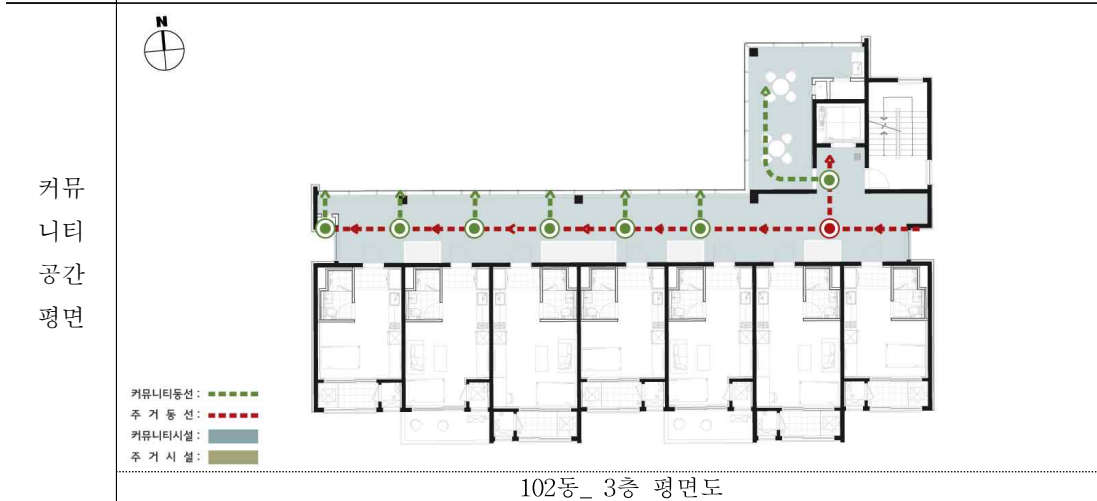 N
커뮤
니티
공간
평면
커뮤니티동선 :
주 거 동 선 :
커뮤니티시설 :
주 거 시 설 :
102동_ 3층 평면도